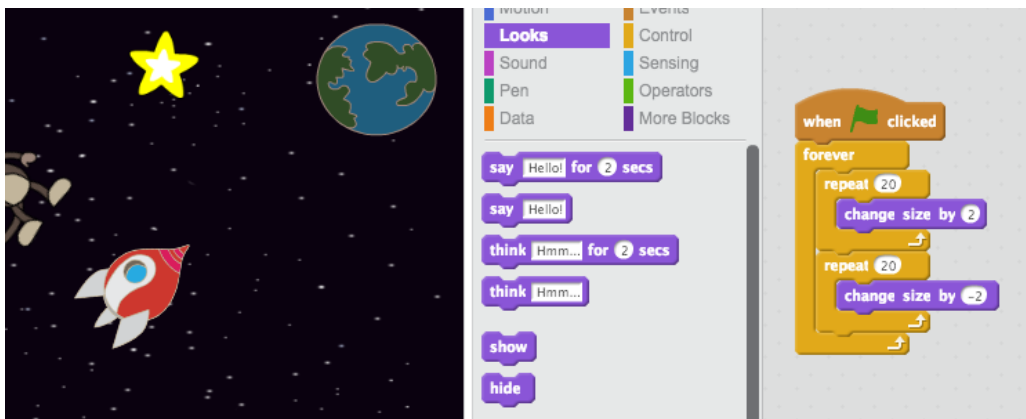 Motion Events
Looks Control
Sound Sensing
Pen Operators
Data More Blocks
say Hello! for 2 secs
say Hello!
think Hmm... for 2 secs
think Hmm...
show
hide
when clicked
forever
repeat 20
change size by 2
repeat 20
change size by -2